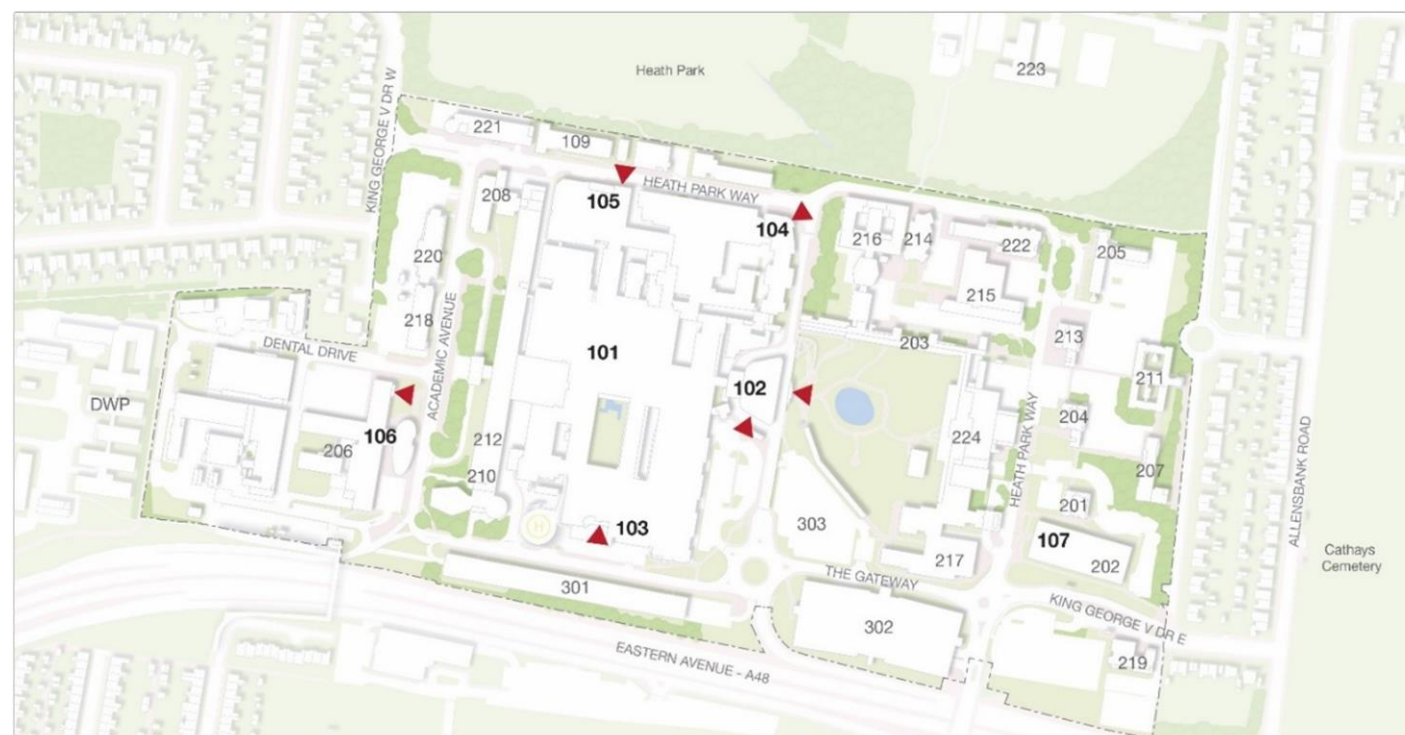 Heath Park
223
KING GEORGE V DR W
221
109
208
105
HEATH PARK WAY
104
216
214
222
205
220
215
218
ACADEMIC AVENUE
DENTAL DRIVE
101
203
213
102
211
DWP
106
206
212
210
224
HEATH PARK WAY
204
207
ALLENSBANK ROAD
H
103
303
201
107
202
217
Cathays
Cemetery
THE GATEWAY
301
302
KING GEORGE V DR E
219
EASTERN AVENUE - A48